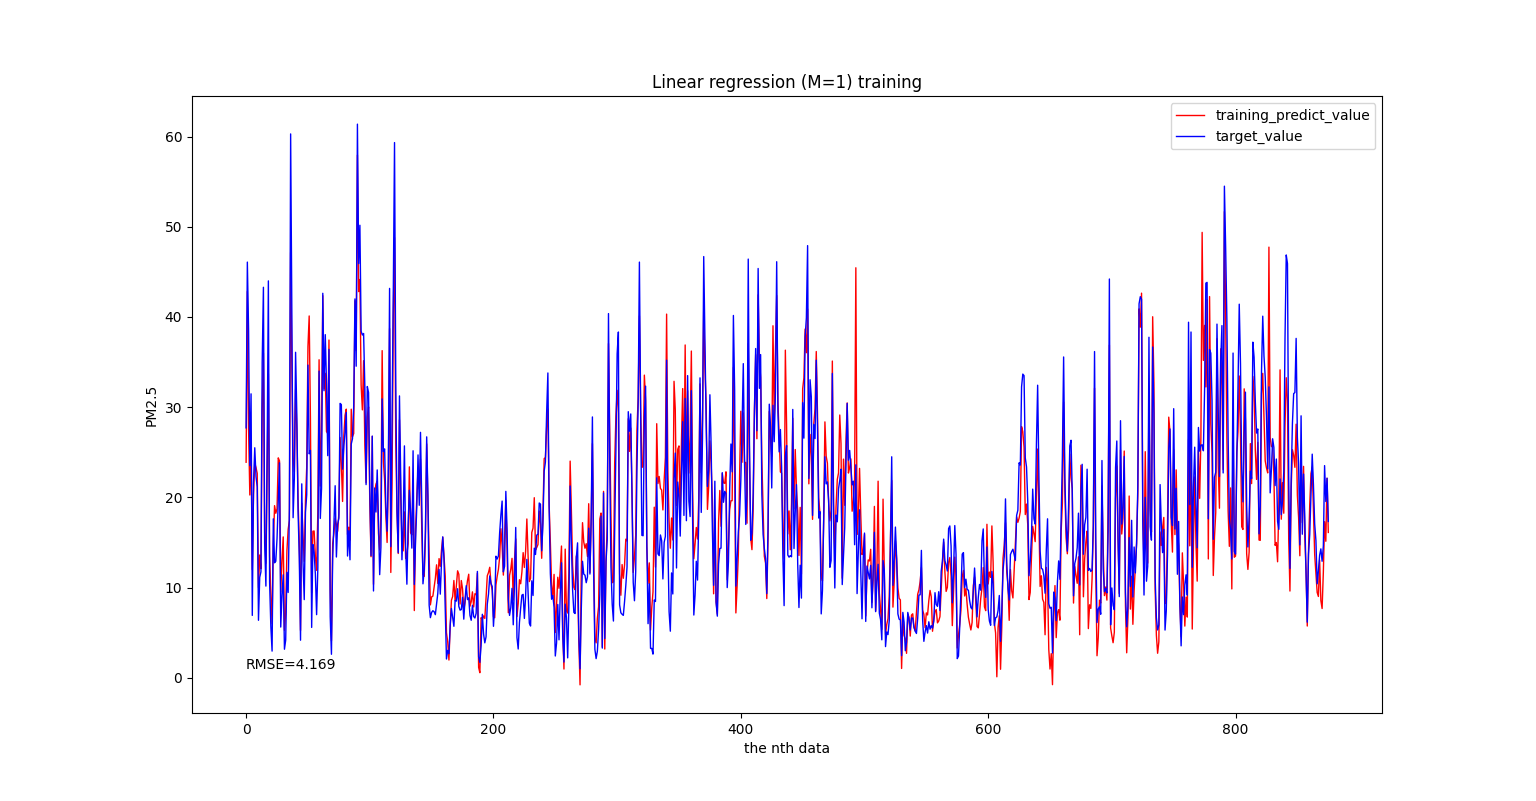 Linear regression (M=1) training
training_predict_value
target_value
60
50
40
30
20
10
0
PM2.5
RMSE=4.169
0
200
400
600
800
the nth data